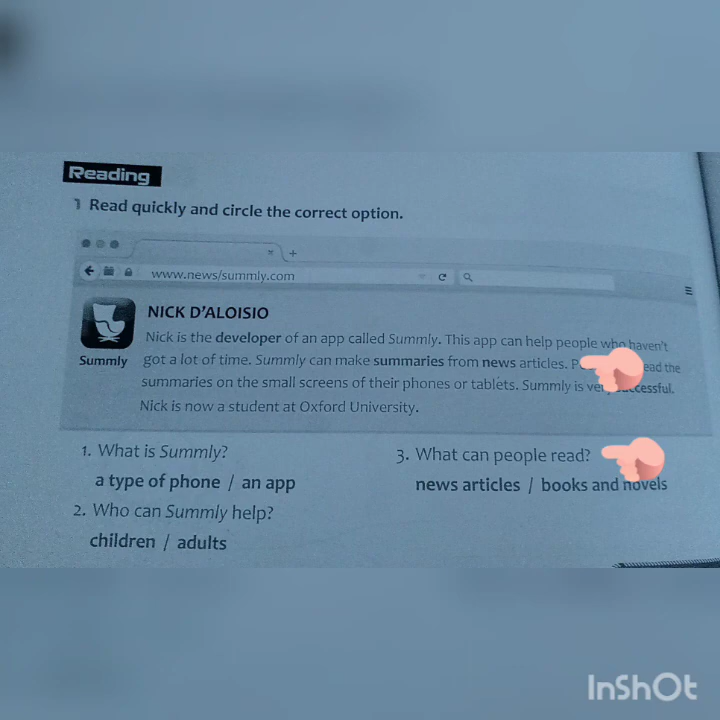 Reading
1 Read quickly and circle the correct option.
www.news/summly.com
NICK D'ALOISIO
Nick is the developer of an app called Summly. This app can help people who haven't
Summly got a lot of time. Summly can make summaries from news articles. ead the
summaries on the small screens of their phones or tablets. Summly is very successful.
Nick is now a student at Oxford University.
1. What is Summly?
a type of phone / an app
2. Who can Summly help?
children / adults
3. What can people read?
news articles / books and novels
InShOt